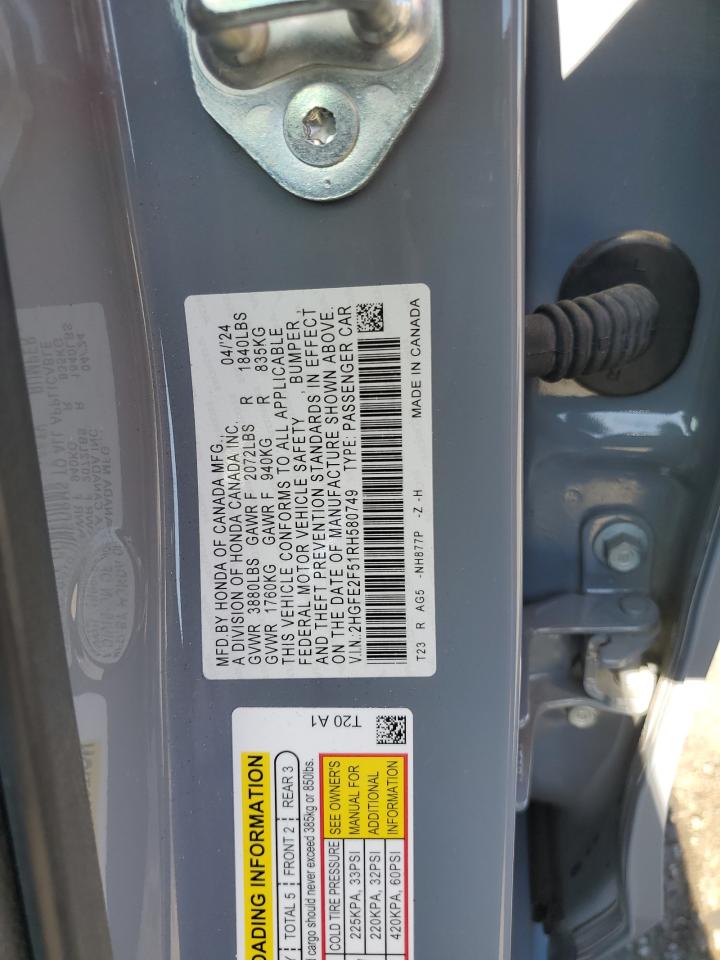 MFD.BY HONDA OF CANADA MFG.,
A DIVISION OF HONDA CANADA INC. 04/'24
GVWR 3880LBS GAWR F 2072LBS R 1840LBS
GVWR 1760KG GAWR F 940KG R 835KG
THIS VEHICLE CONFORMS TO ALL APPLICABLE
FEDERAL MOTOR VEHICLE SAFETY , BUMPER ,
AND THEFT PREVENTION STANDARDS IN EFFECT
ON THE DATE OF MANUFACTURE SHOWN ABOVE.
V.I.N.:2HGFE2F51RH580749 TYPE: PASSENGER CAR
T23 R AG5 -NH877P -Z -H MADE IN CANADA
OADING INFORMATION T20 A1
Y TOTAL 5 FRONT 2 REAR 3
cargo should never exceed 385kg or 850lbs.
COLD TIRE PRESSURE SEE OWNER'S
225KPA, 33PSI MANUAL FOR
220KPA, 32PSI ADDITIONAL
420KPA, 60PSI INFORMATION
L
R